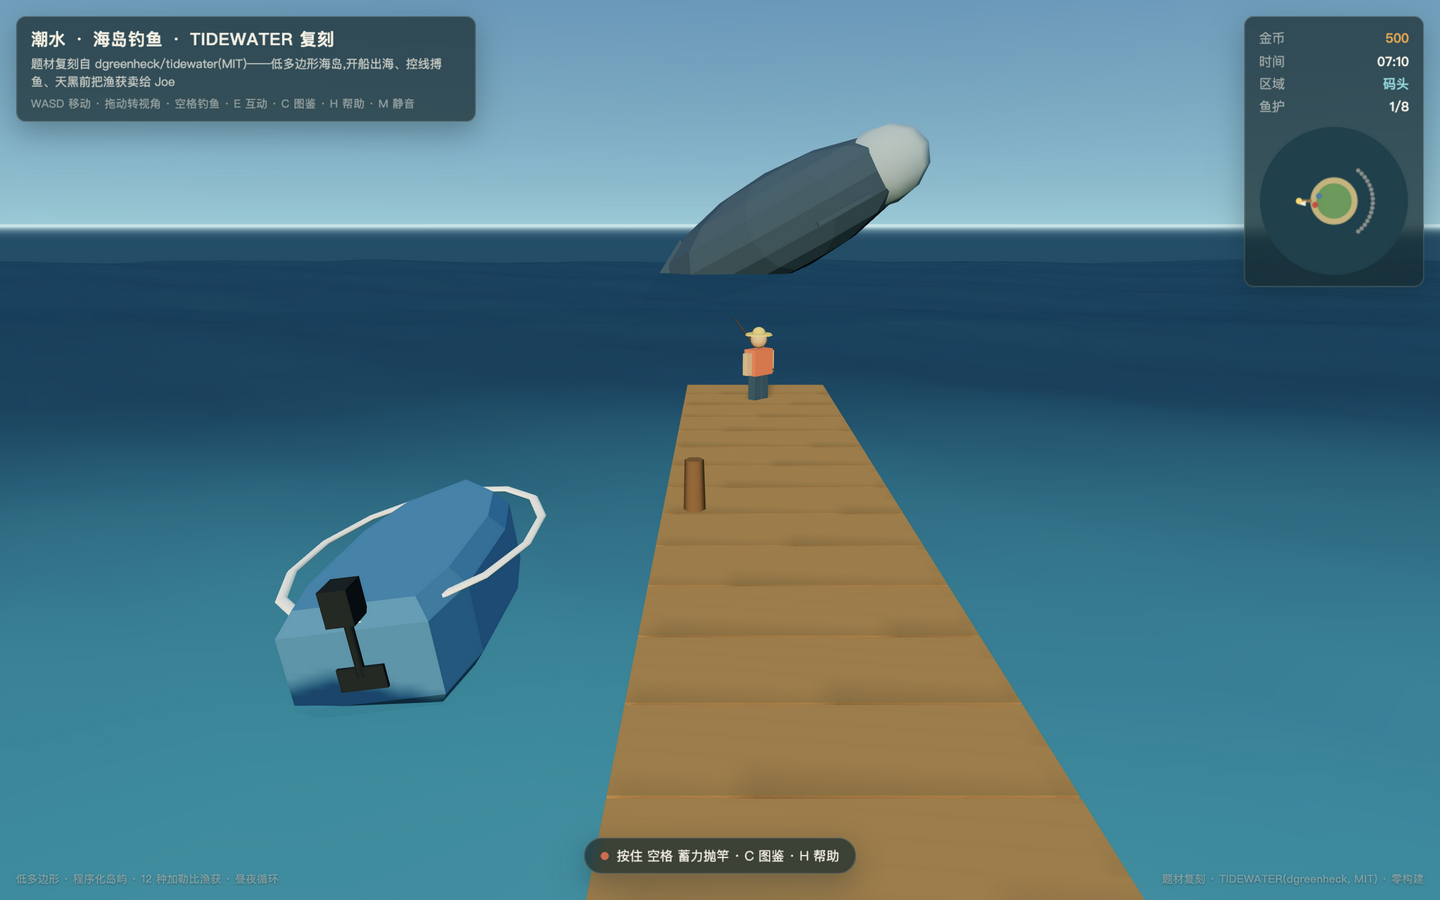 潮水 · 海岛钓鱼 · TIDEWATER 复刻
题材复刻自 dgreenheck/tidewater(MIT)——低多边形海岛,开船出海、控线搏
鱼、天黑前把渔获卖给 Joe
WASD 移动 · 拖动转视角 · 空格钓鱼 · E 互动 · C 图鉴 · H 帮助 · M 静音
金币 500
时间 07:10
区域 码头
鱼护 1/8
按住 空格 蓄力抛竿 · C 图鉴 · H 帮助
低多边形 · 程序化岛屿 · 12 种加勒比渔获 · 昼夜循环
题材复刻 · TIDEWATER(dgreenheck, MIT) · 零构建